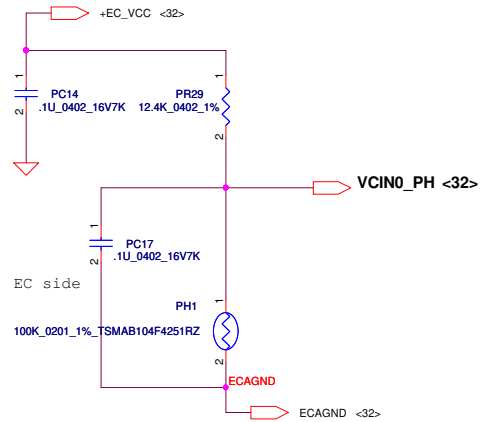 +EC_VCC <32>
1
1
PC14
PR29
.1U_0402_16V7K
12.4K_0402_1%
2
2
VCIN0_PH <32>
1
PC17
.1U_0402_16V7K
2
EC side
1
PH1
100K_0201_1%_TSMAB104F4251RZ
2
ECAGND
ECAGND <32>